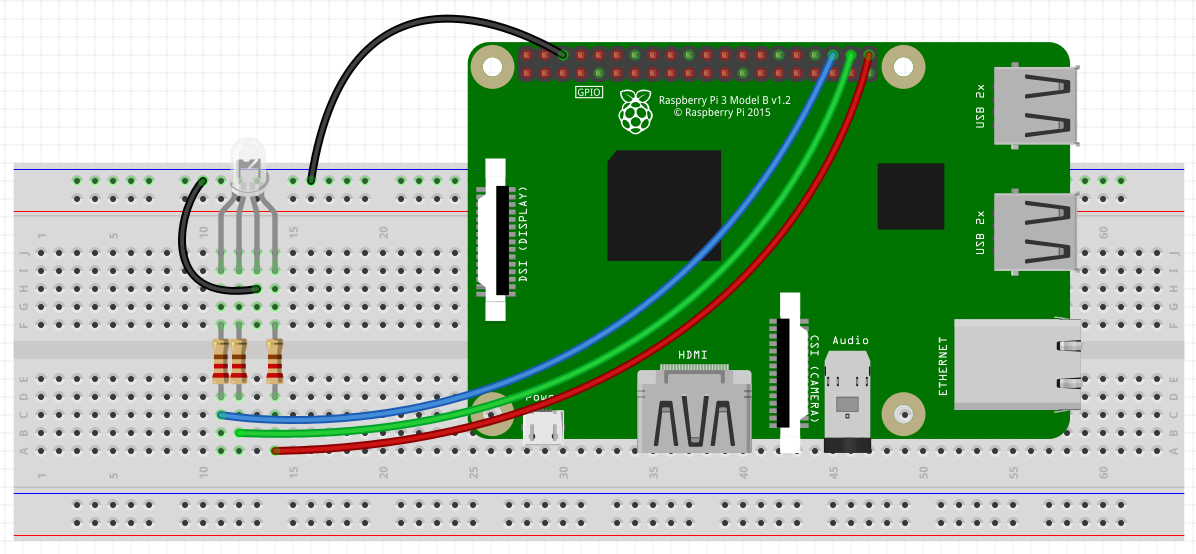 GPIO
Raspberry Pi 3 Model B v1.2
© Raspberry Pi 2015
USB 2x
USB 2x
DSI (DISPLAY)
CSI (CAMERA)
Audio
HDMI
ETHERNET
1 5 10 15 20 60
J J
I I
H H
G G
F F
E E
D D
C C
B B
A A
1 5 10 15 20 25 30 35 40 45 50 55 60